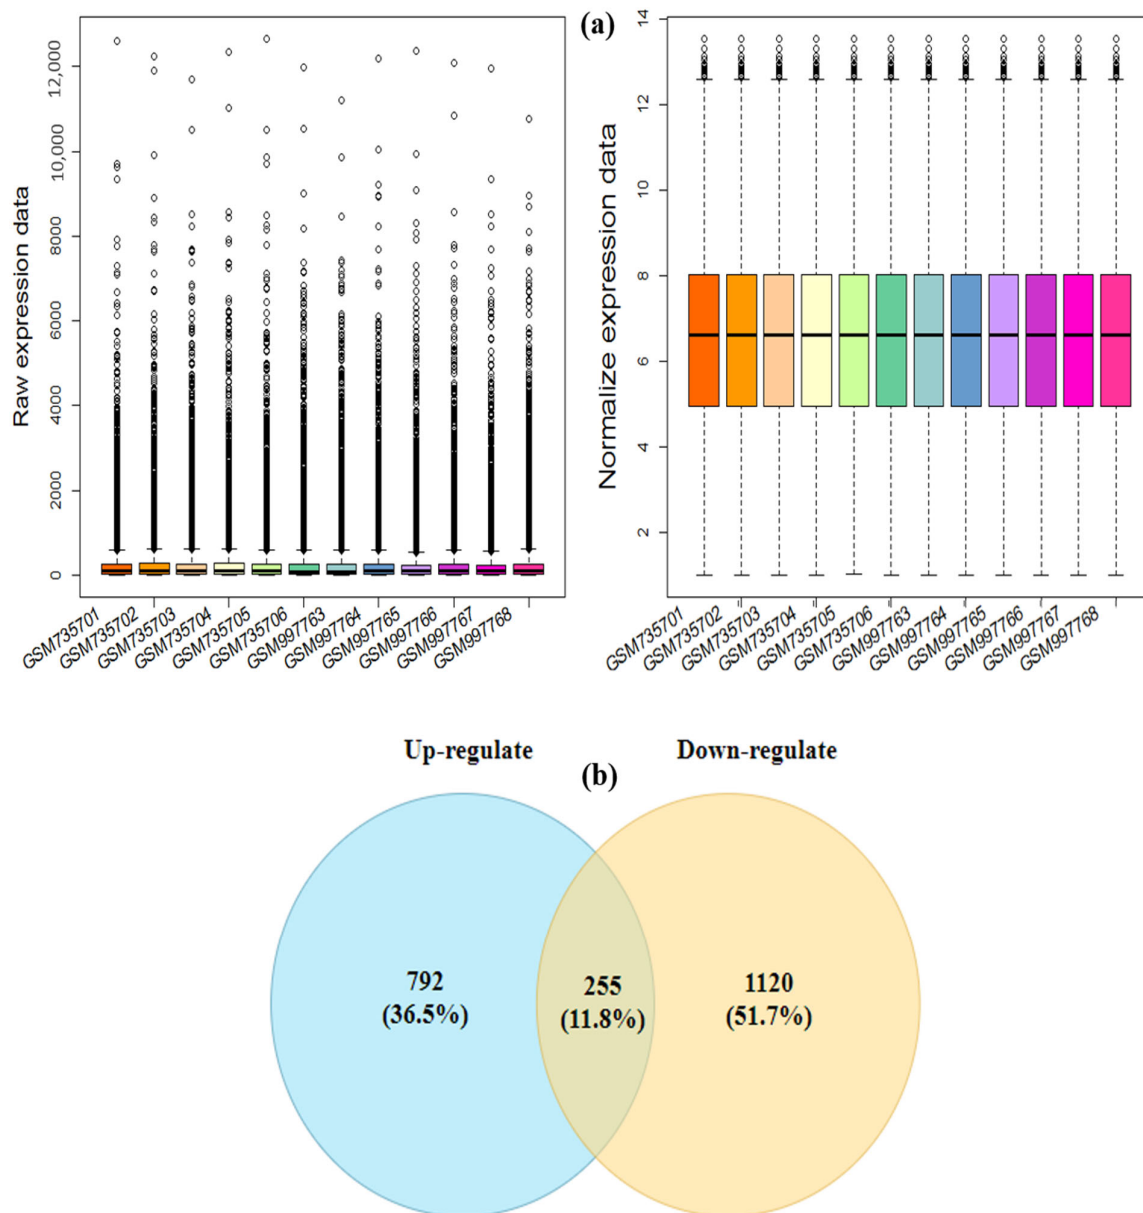 (a)
Raw expression data
12,000
10,000
8000
6000
4000
2000
0
GSM735701
GSM735702
GSM735703
GSM735704
GSM735705
GSM735706
GSM997763
GSM997764
GSM997765
GSM997766
GSM997767
GSM997768
Normalize expression data
14
12
10
8
6
4
2
GSM735701
GSM735702
GSM735703
GSM735704
GSM735705
GSM735706
GSM997763
GSM997764
GSM997765
GSM997766
GSM997767
GSM997768
Up-regulate
Down-regulate
(b)
792
(36.5%)
255
(11.8%)
1120
(51.7%)